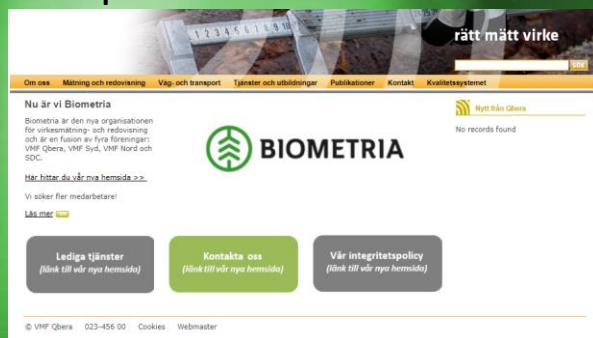 rätt mätt virke
SÖK
Om oss Mätning och redovisning Väg- och transport Tjänster och utbildningar Publikationer Kontakt Kvalitetssystemet
Nu är vi Biometria
Biometria är den nya organisationen
för virkesmätning- och redovisning
och är en fusion av fyra föreningar:
VMF Qbera, VMF Syd, VMF Nord och
SDC.
Här hittar du vår nya hemsida >>
Vi söker fler medarbetare!
Läs mer
BIOMETRIA
Nytt från Qbera
No records found
Lediga tjänster
(länk till vår nya hemsida)
Kontakta oss
(länk till vår nya hemsida)
Vår integritetspolicy
(länk till vår nya hemsida)
© VMF Qbera 023-456 00 Cookies Webmaster